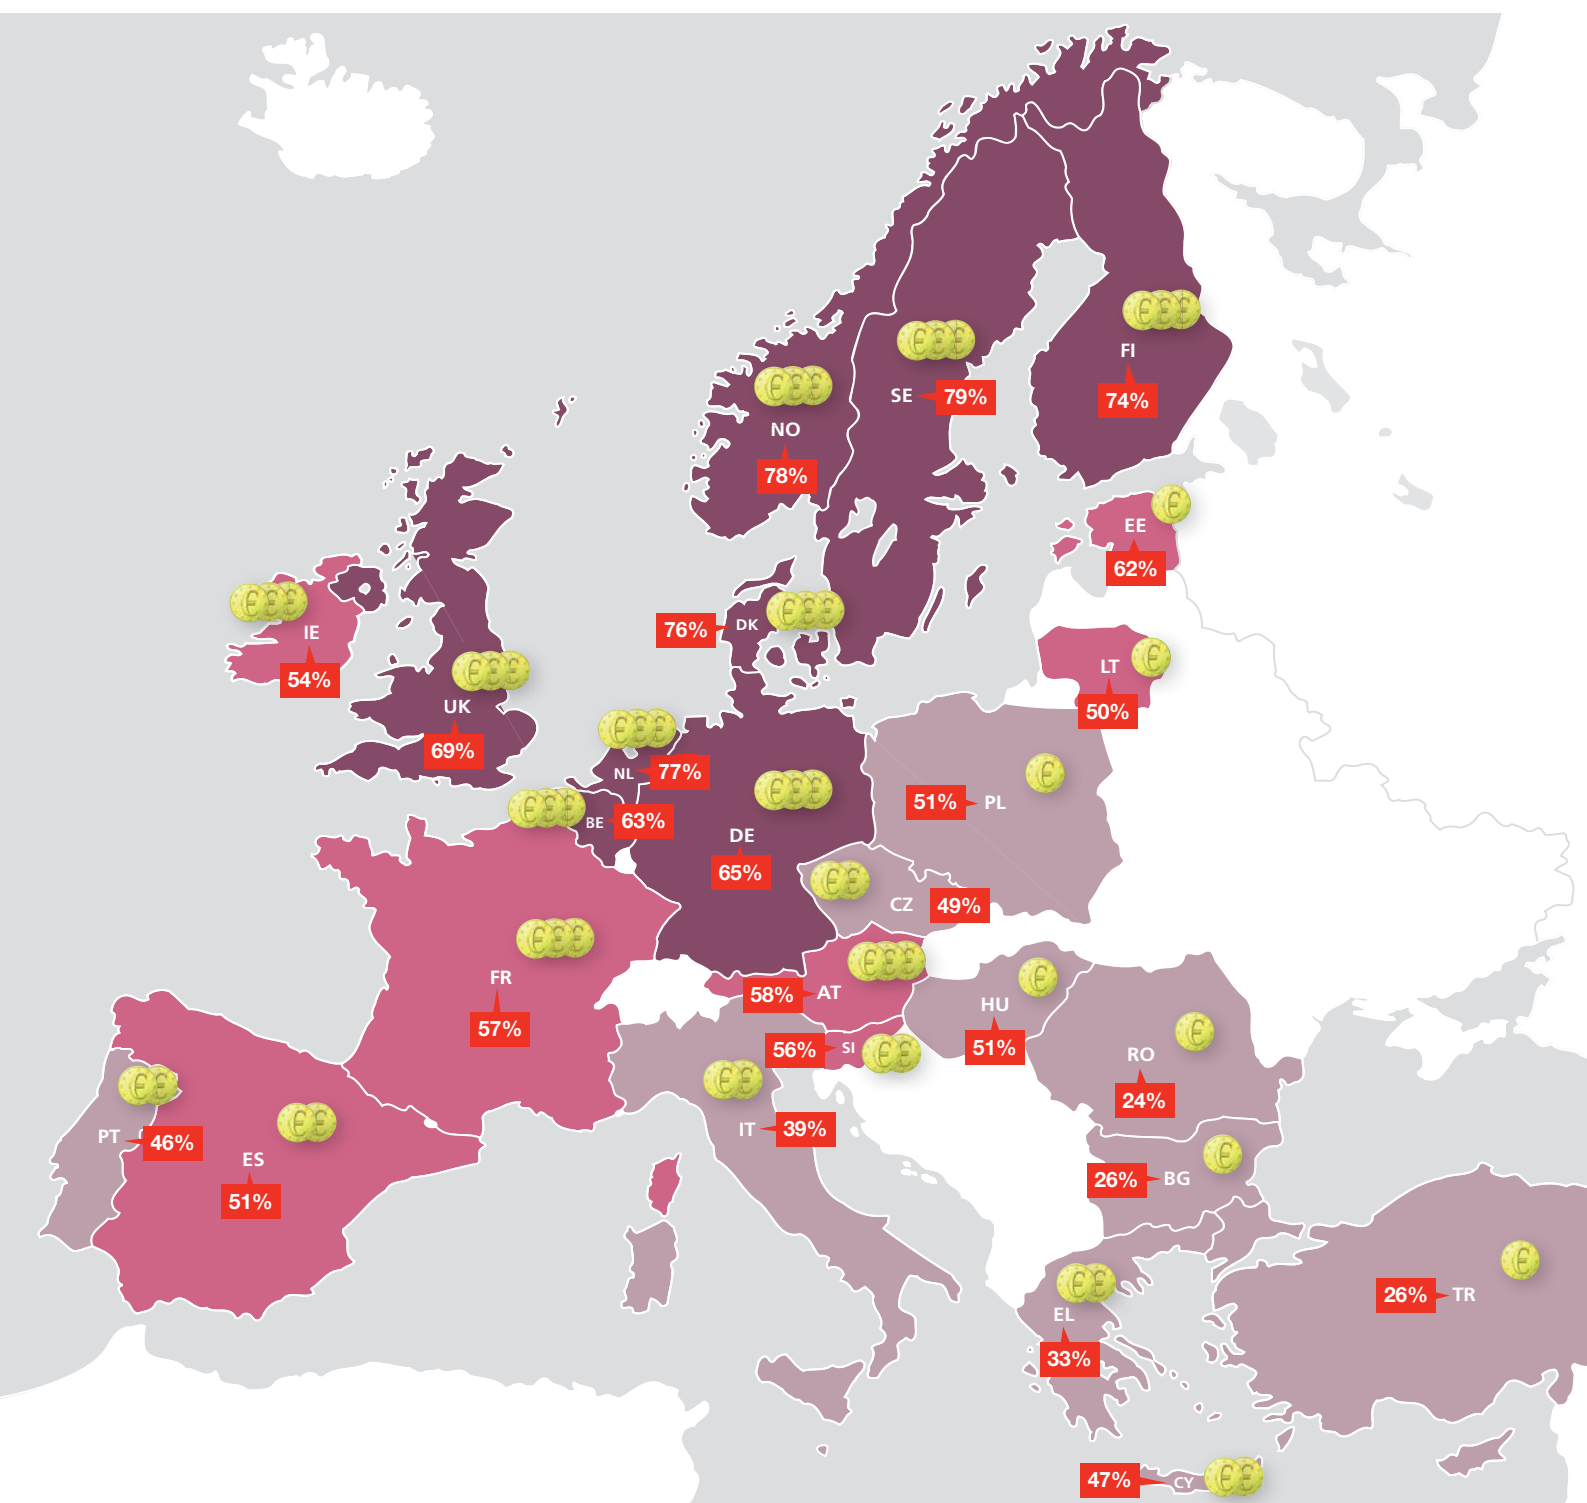 FI
74%
SE 79%
NO
78%
EE
62%
IE
54%
76% DK
LT
50%
UK
69%
NL 77%
51% PL
BE 63%
DE
65%
CZ 49%
FR
57%
58% AT
HU
51%
56% SI
RO
24%
PT 46%
IT 39%
ES
51%
26% BG
26% TR
EL
33%
47% CY